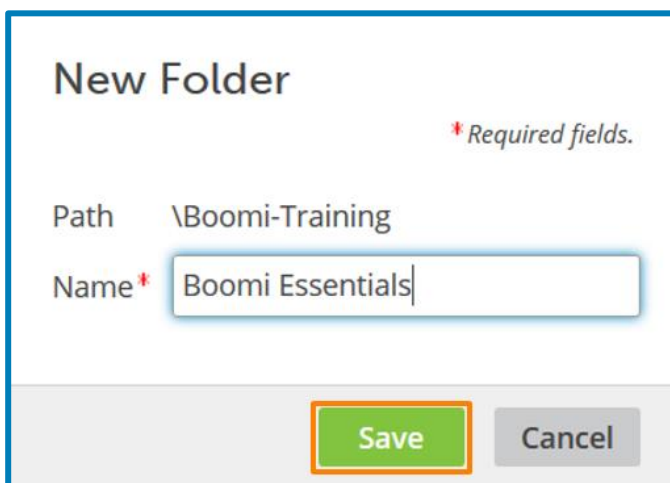 New Folder
* Required fields.
Path \Boomi-Training
Name* Boomi Essentials
Save Cancel